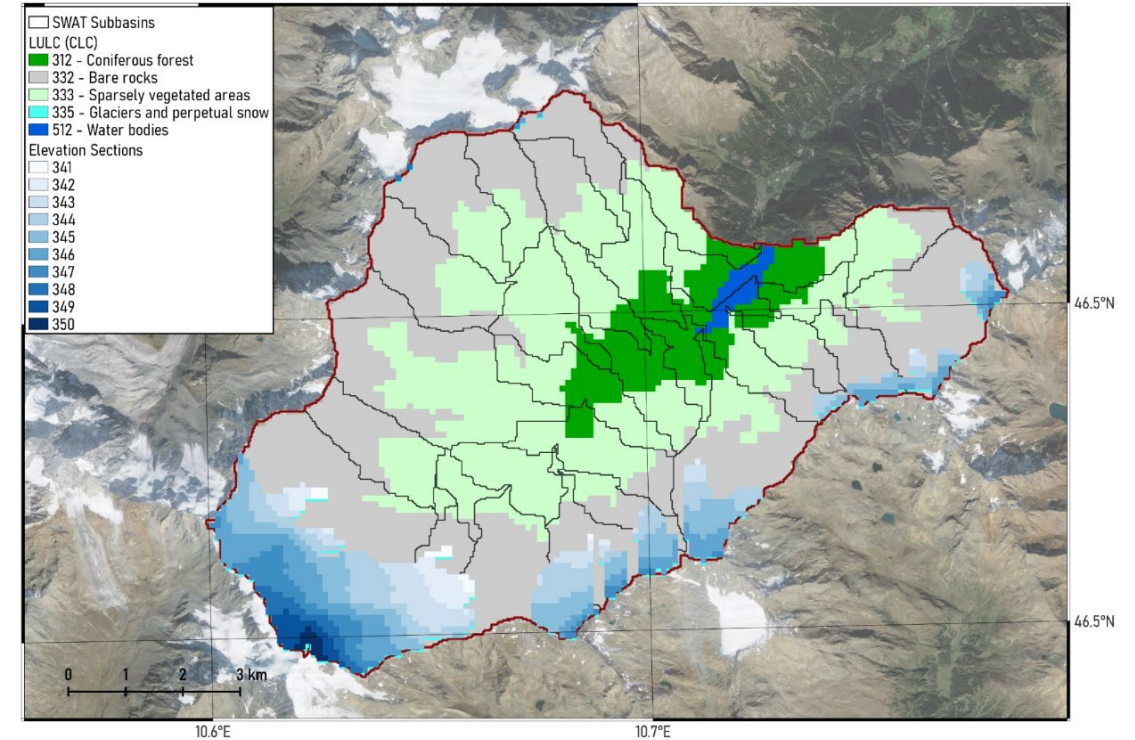 SWAT Subbasins
LULC (CLC)
312 - Coniferous forest
332 - Bare rocks
333 - Sparsely vegetated areas
335 - Glaciers and perpetual snow
512 - Water bodies
Elevation Sections
341
342
343
344
345
346
347
348
349
350
46.5°N
46.5°N
0 1 2 3 km
10.6°E 10.7°E